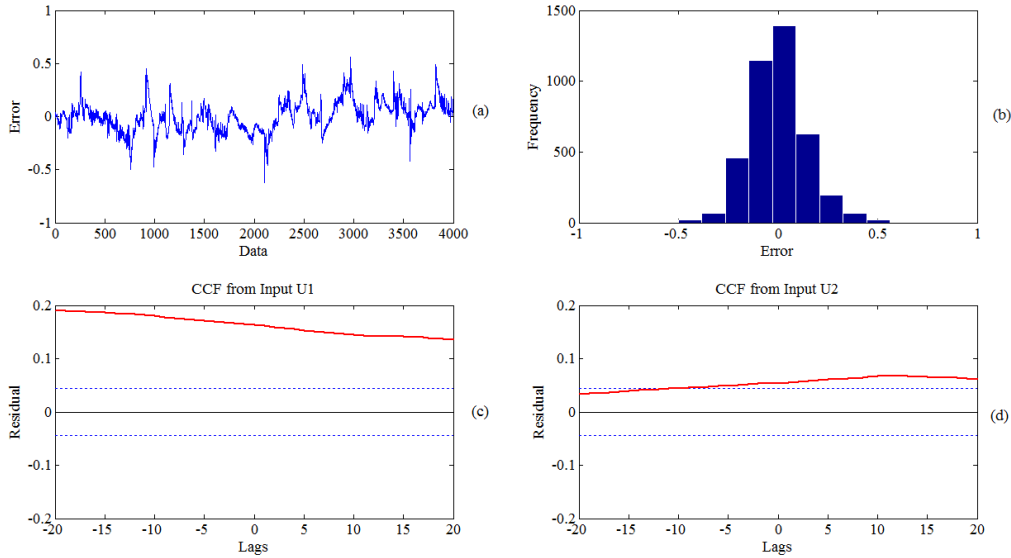 1
0.5
0
-0.5
-1
Error
0 500 1000 1500 2000 2500 3000 3500 4000
Data
(a)
1500
1000
500
0
Frequency
-1 -0.5 0 0.5 1
Error
(b)
CCF from Input U1
0.2
0.1
0
-0.1
-0.2
Residual
-20 -15 -10 -5 0 5 10 15 20
Lags
(c)
CCF from Input U2
0.2
0.1
0
-0.1
-0.2
Residual
-20 -15 -10 -5 0 5 10 15 20
Lags
(d)